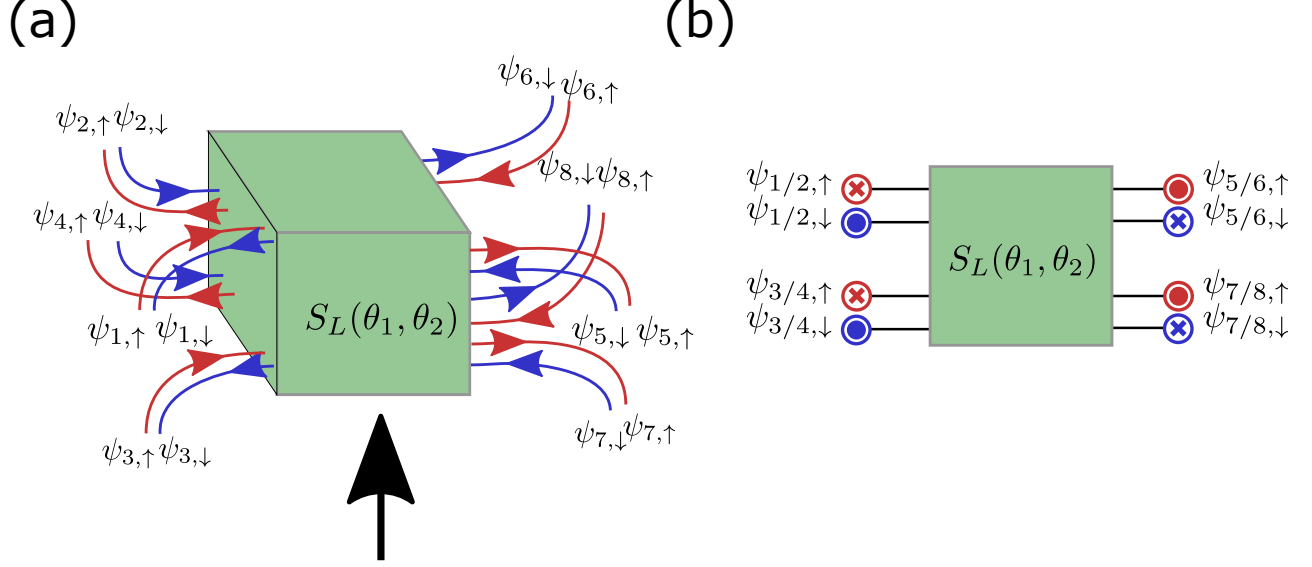 (a)
(b)
ψ6,↓ ψ6,↑
ψ2,↑ ψ2,↓
ψ8,↓ ψ8,↑
ψ4,↑ ψ4,↓
S_L(θ1, θ2)
ψ1,↑ ψ1,↓
ψ5,↓ ψ5,↑
ψ3,↑ ψ3,↓
ψ7,↓ ψ7,↑
ψ1/2,↑
ψ1/2,↓
ψ3/4,↑
ψ3/4,↓
S_L(θ1, θ2)
ψ5/6,↑
ψ5/6,↓
ψ7/8,↑
ψ7/8,↓